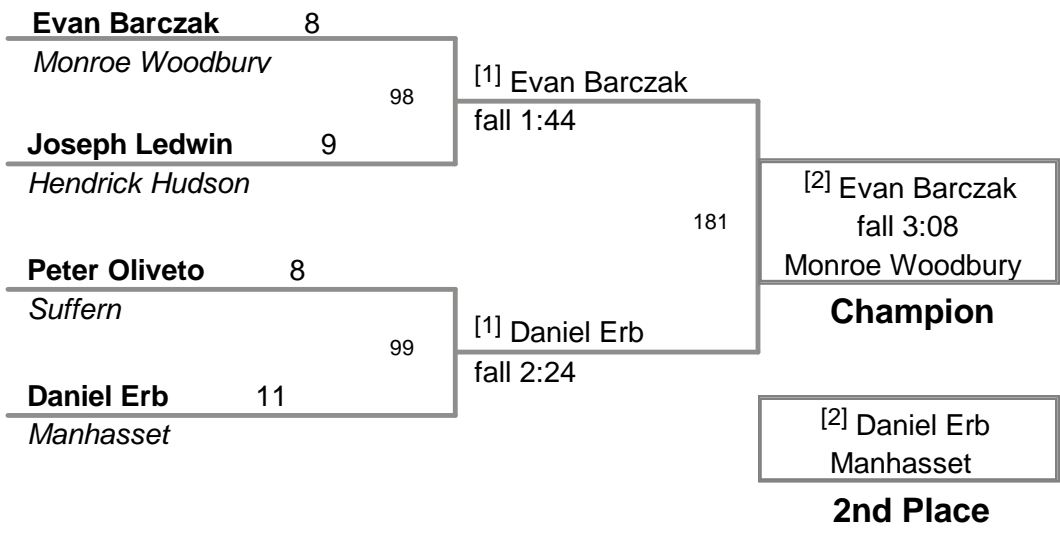 Evan Barczak 8
Monroe Woodbury
98
[1] Evan Barczak
fall 1:44
Joseph Ledwin 9
Hendrick Hudson
181
[2] Evan Barczak
fall 3:08
Monroe Woodbury
Champion
Peter Oliveto 8
Suffern
99
[1] Daniel Erb
fall 2:24
Daniel Erb 11
Manhasset
[2] Daniel Erb
Manhasset
2nd Place